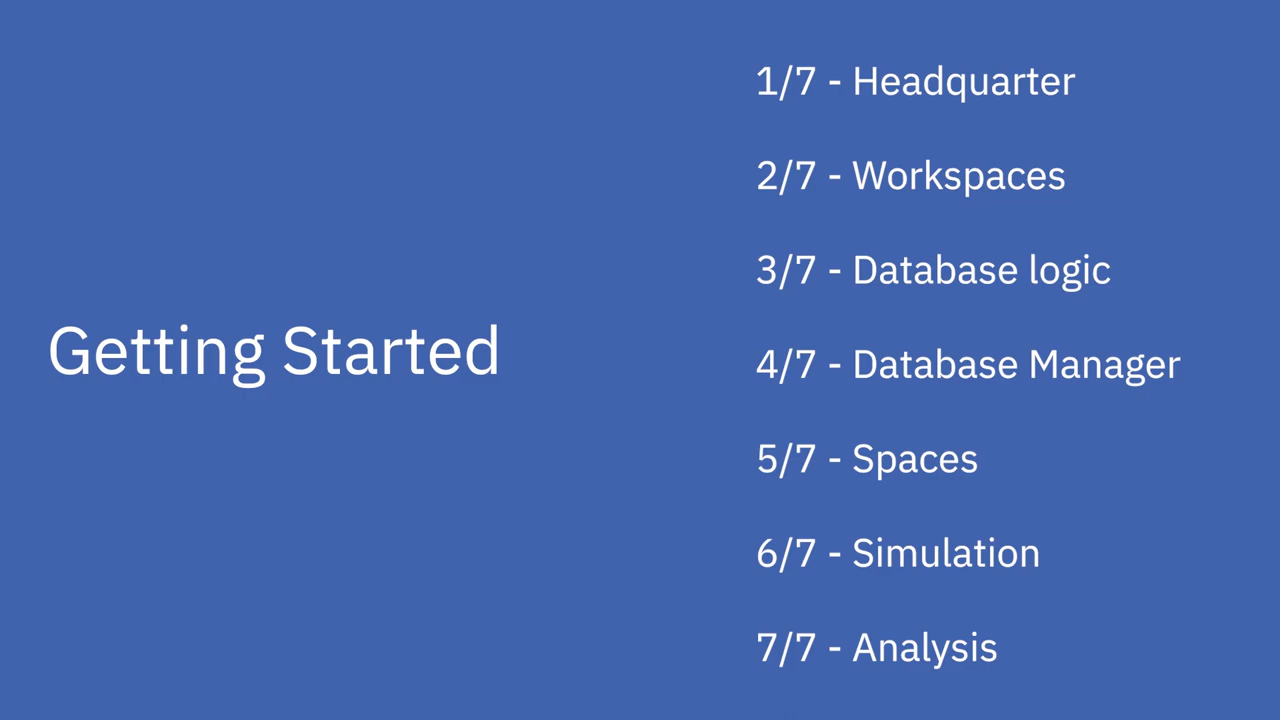 Getting Started
1/7 - Headquarter
2/7 - Workspaces
3/7 - Database logic
4/7 - Database Manager
5/7 - Spaces
6/7 - Simulation
7/7 - Analysis